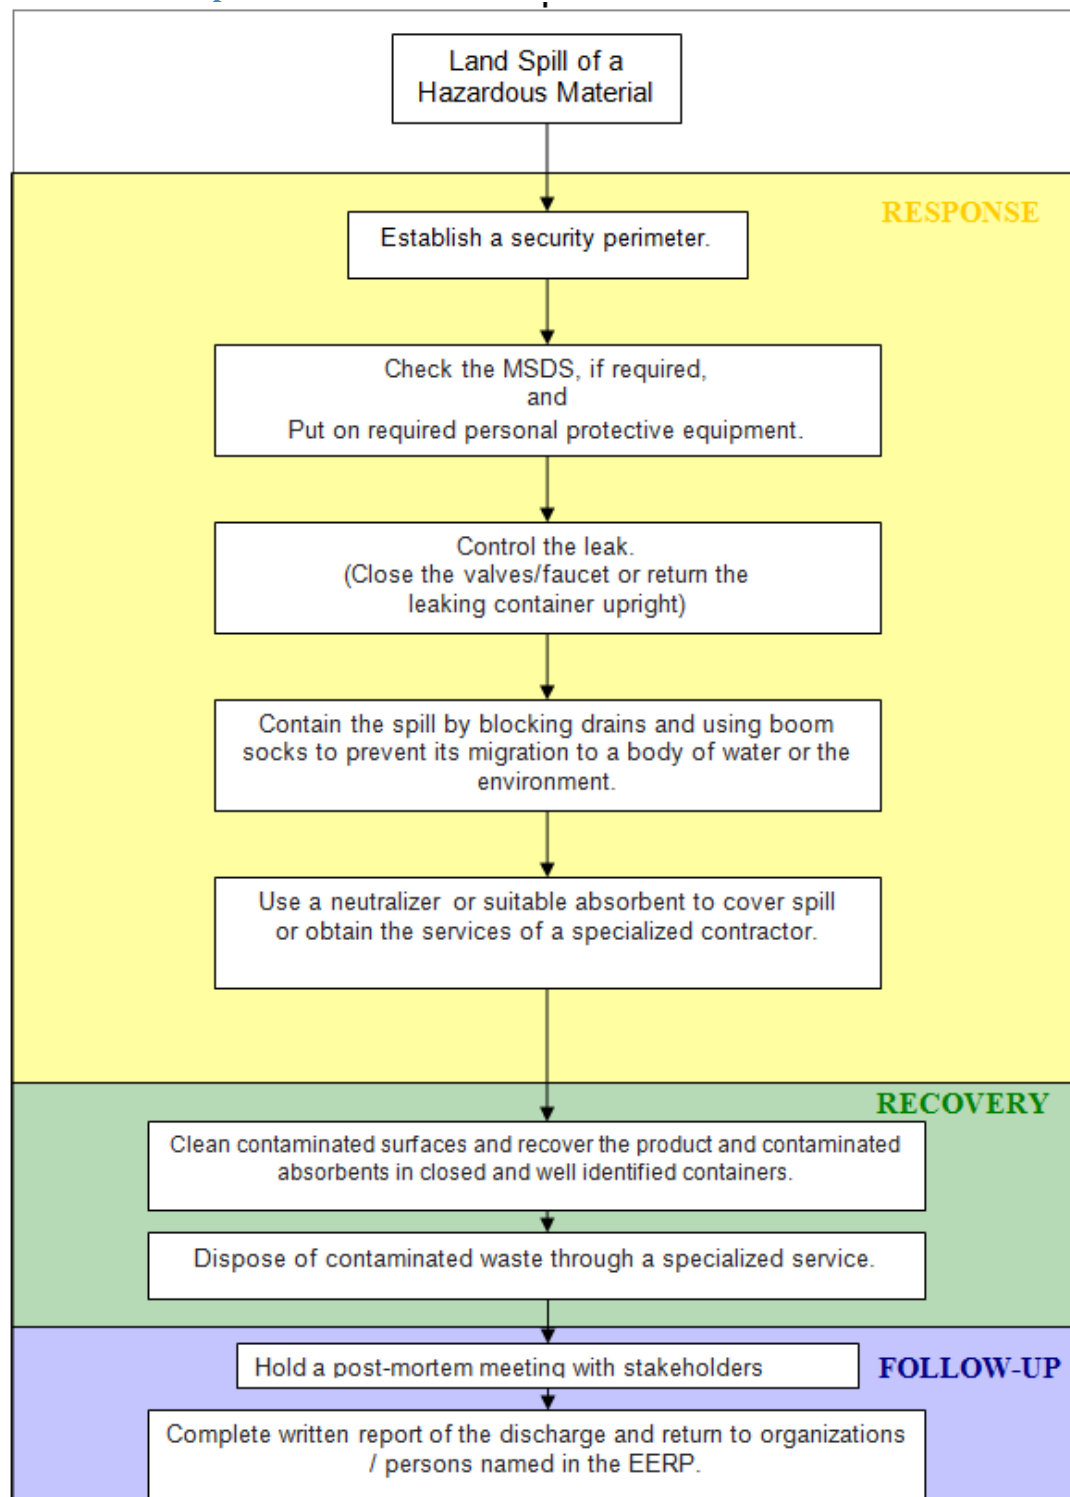 Land Spill of a
Hazardous Material
RESPONSE
Establish a security perimeter.
Check the MSDS, if required,
and
Put on required personal protective equipment.
Control the leak.
(Close the valves/faucet or return the
leaking container upright)
Contain the spill by blocking drains and using boom
socks to prevent its migration to a body of water or the
environment.
Use a neutralizer or suitable absorbent to cover spill
or obtain the services of a specialized contractor.
RECOVERY
Clean contaminated surfaces and recover the product and contaminated
absorbents in closed and well identified containers.
Dispose of contaminated waste through a specialized service.
Hold a post-mortem meeting with stakeholders
FOLLOW-UP
Complete written report of the discharge and return to organizations
/ persons named in the EERP.